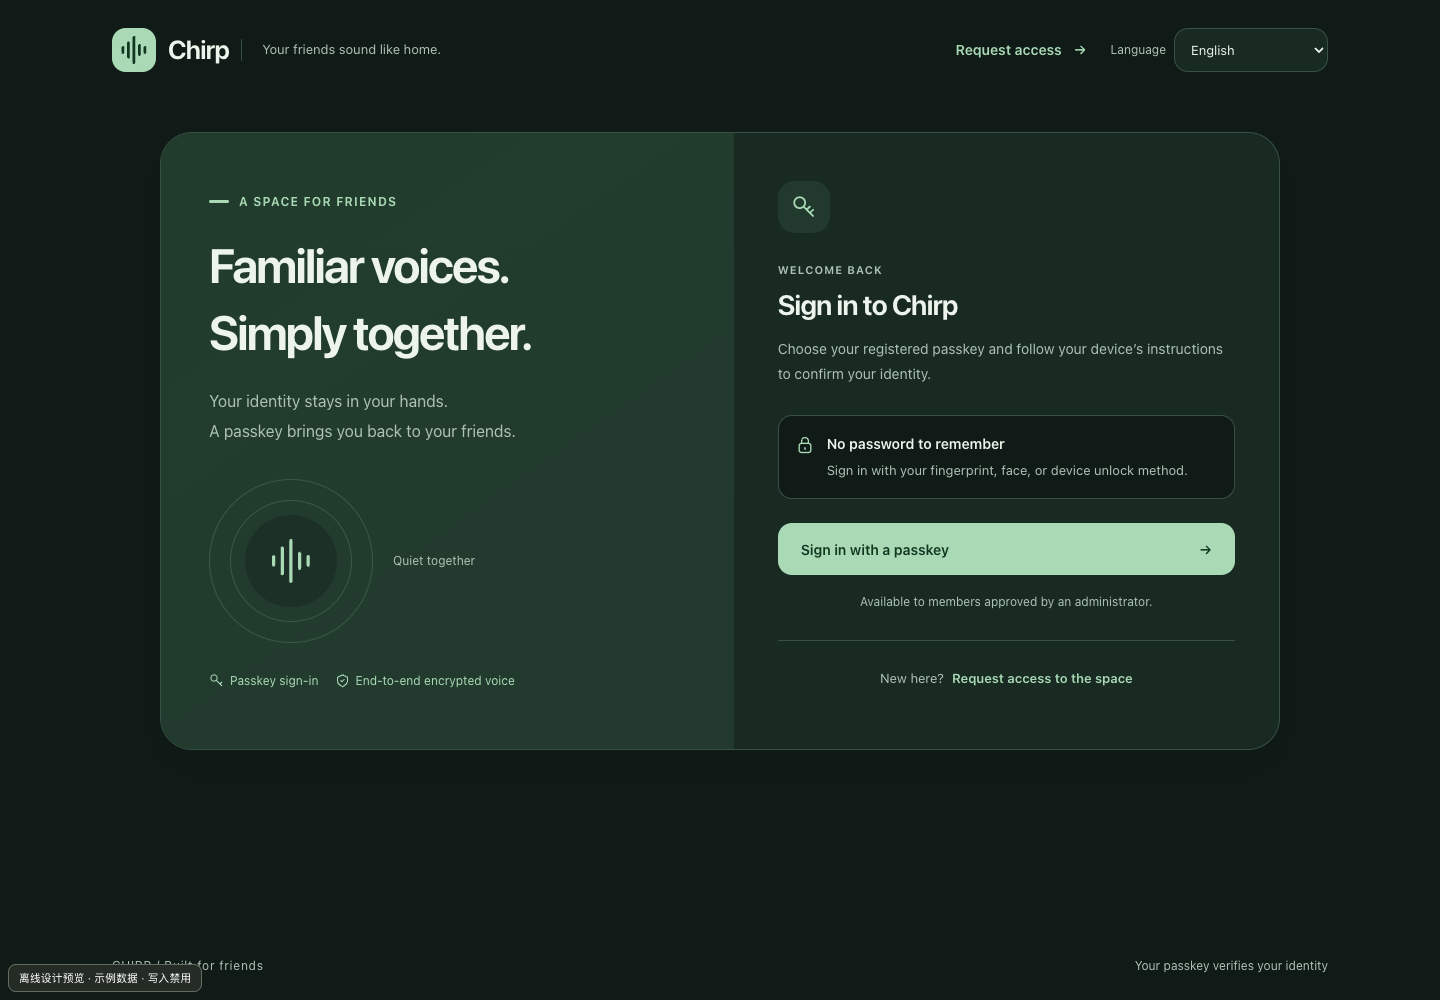 Chirp
Your friends sound like home.
Request access →
Language
English
A SPACE FOR FRIENDS
Familiar voices.
Simply together.
Your identity stays in your hands.
A passkey brings you back to your friends.
Quiet together
Passkey sign-in
End-to-end encrypted voice
WELCOME BACK
Sign in to Chirp
Choose your registered passkey and follow your device’s instructions
to confirm your identity.
No password to remember
Sign in with your fingerprint, face, or device unlock method.
Sign in with a passkey →
Available to members approved by an administrator.
New here? Request access to the space
CHIRP / Built for friends
离线设计预览 · 示例数据 · 写入禁用
Your passkey verifies your identity